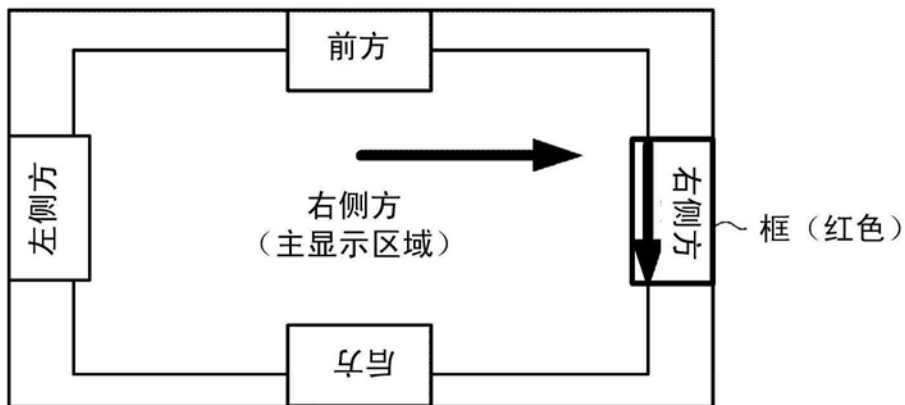 前方
左侧方
右侧方
（主显示区域）
右侧方
框（红色）
后方